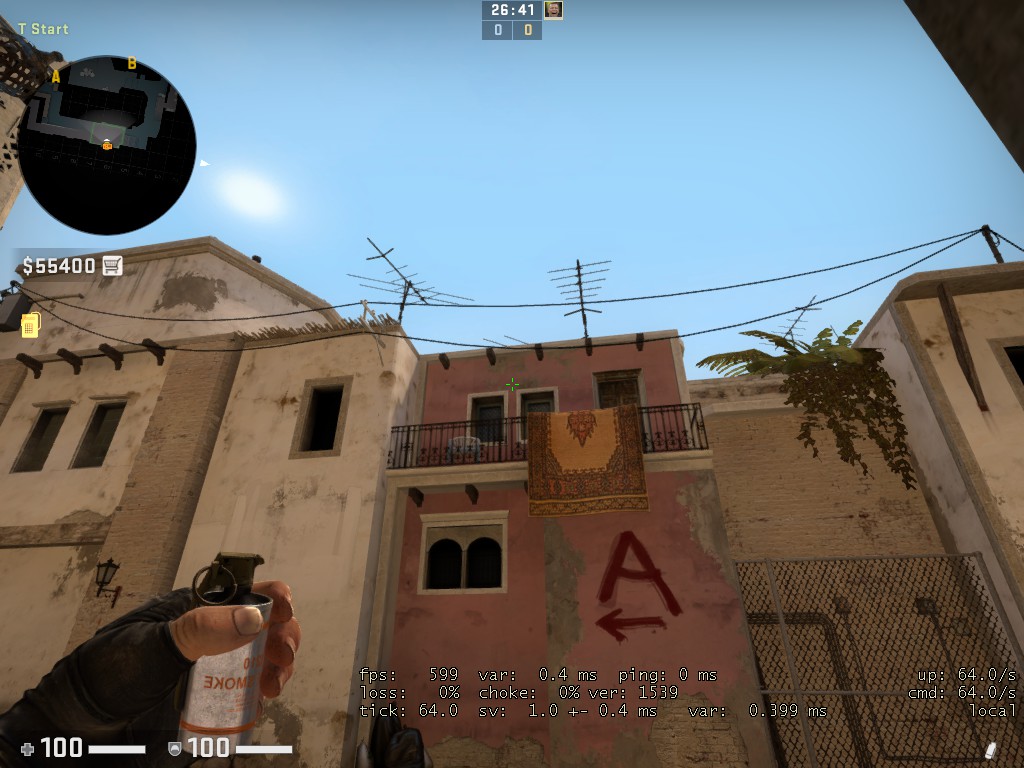 26:41
T Start
0 0
A
B
$55400
A
SMOKE
fps: 599 var: 0.4 ms ping: 0 ms up: 64.0/s
loss: 0% choke: 0% ver: 1539 cmd: 64.0/s
tick: 64.0 sv: 1.0 +- 0.4 ms var: 0.399 ms local
100 100